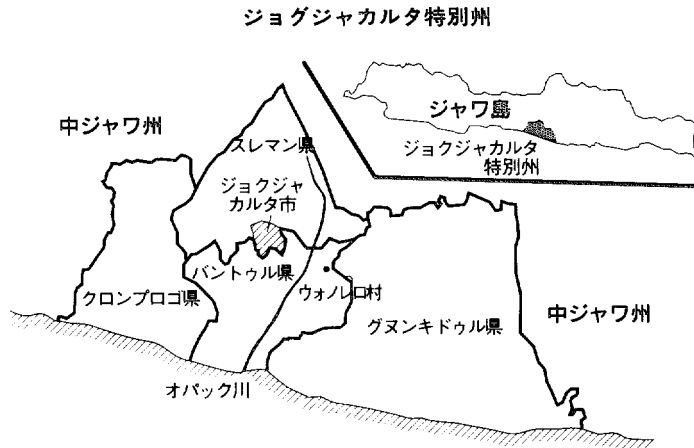 ジョグジャカルタ特別州
中ジャワ州
ジャワ島
ジョクジャカルタ
特別州
スレマン県
ジョクジャ
カルタ市
バントゥル県
ウォノレロ村
クロンプロゴ県
グヌンキドゥル県
中ジャワ州
オパック川